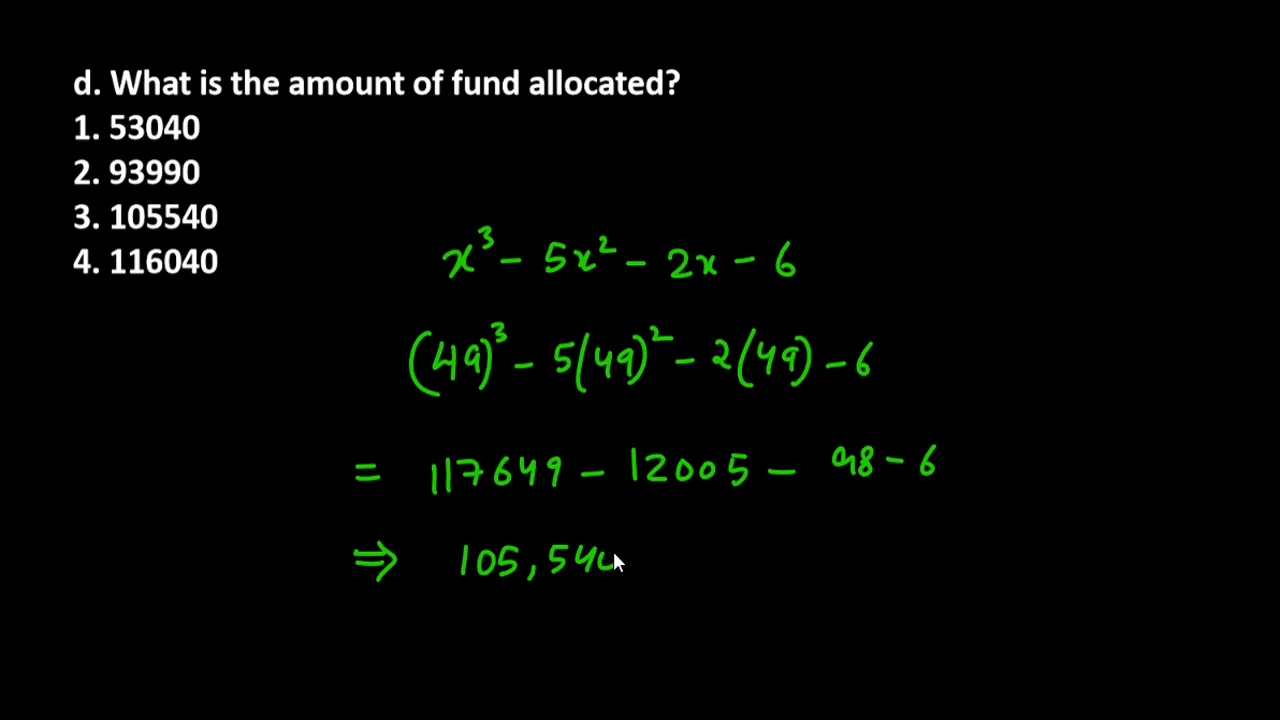 d. What is the amount of fund allocated?
1. 53040
2. 93990
3. 105540
4. 116040
x³ - 5x² - 2x - 6
(49)³ - 5(49)² - 2(49) - 6
= 117649 - 12005 - 98 - 6
⇒ 105,540